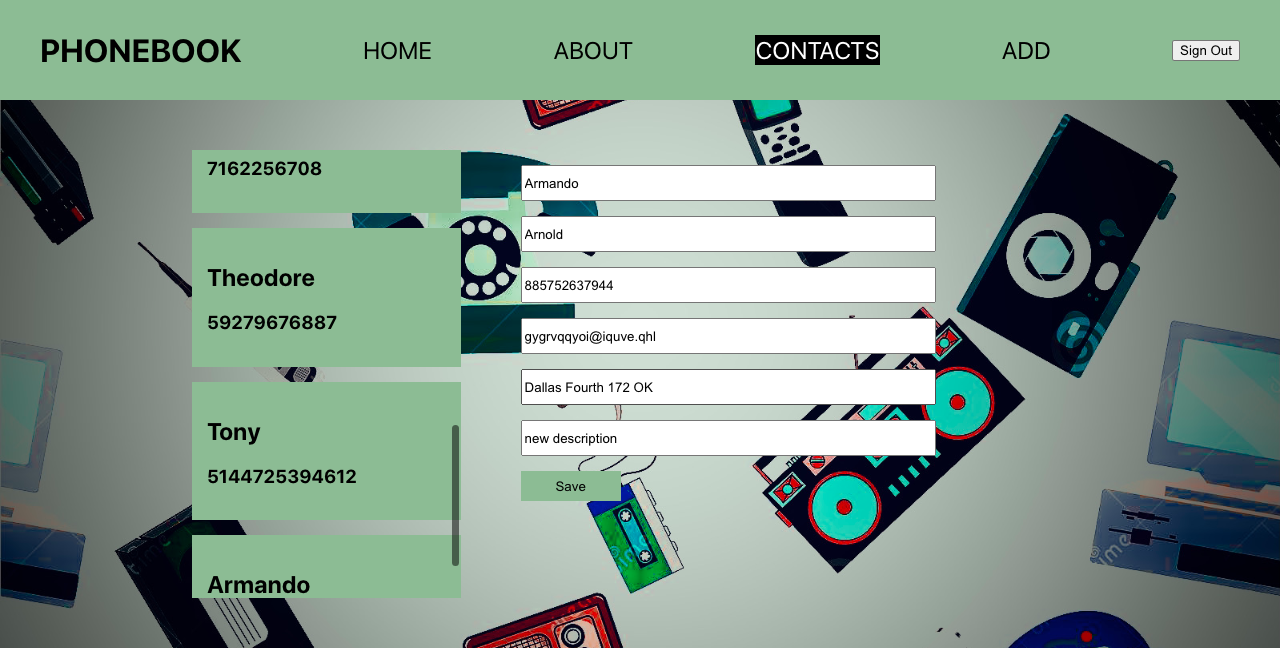 PHONEBOOK HOME ABOUT CONTACTS ADD Sign Out
7162256708
Theodore
59279676887
Tony
5144725394612
Armando
Armando
Arnold
885752637944
gygrvqqyoi@iquve.qhl
Dallas Fourth 172 OK
new description
Save